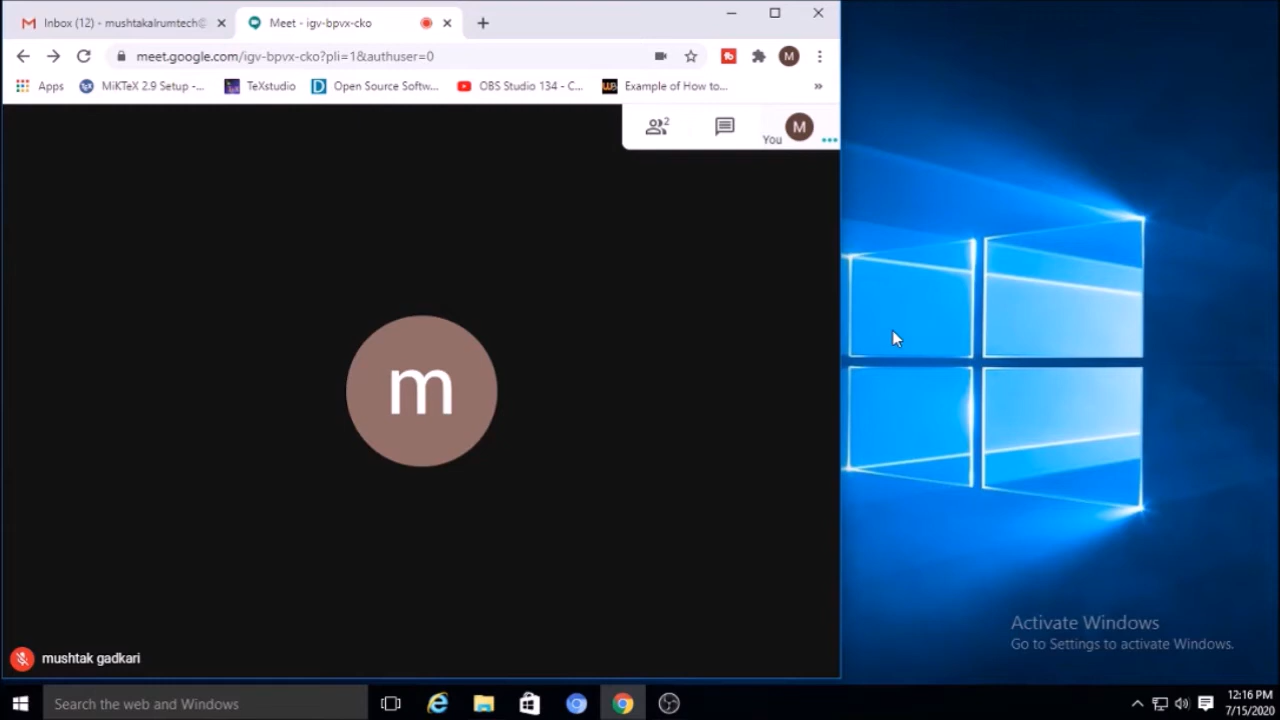 Inbox (12) - mushtakalrumtech@
Meet - igv-bpvx-cko
meet.google.com/igv-bpvx-cko?pli=1&authuser=0
M
Apps
MiKTeX 2.9 Setup -...
TeXstudio
Open Source Softw...
OBS Studio 134 - C...
Example of How to...
»
2
You
M
m
mushtak gadkari
Activate Windows
Go to Settings to activate Windows.
Search the web and Windows
12:16 PM
7/15/2020